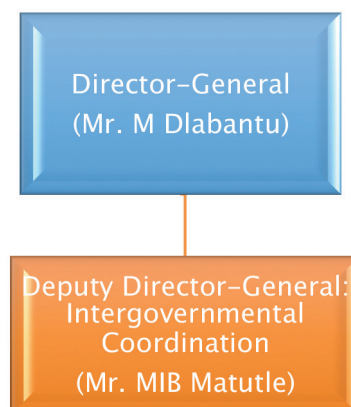 Director-General
(Mr. M Dlabantu)
Deputy Director-General:
Intergovernmental
Coordination
(Mr. MIB Matutle)